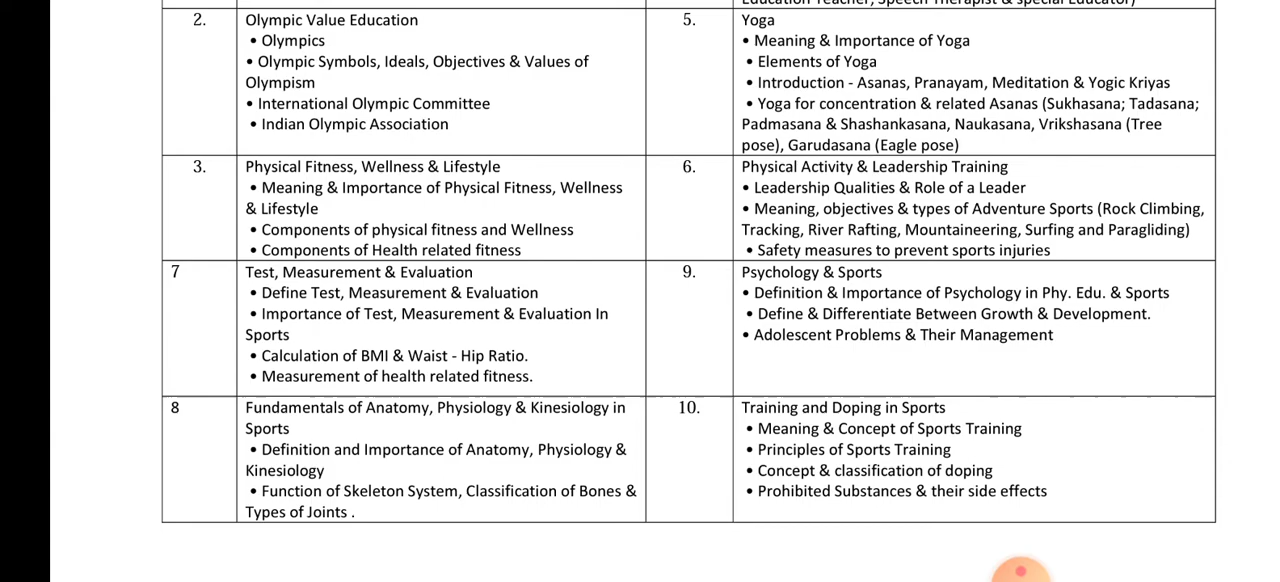 Education Teacher, Speech Therapist & special Educator)
2.
Olympic Value Education
• Olympics
• Olympic Symbols, Ideals, Objectives & Values of
Olympism
• International Olympic Committee
• Indian Olympic Association
5.
Yoga
• Meaning & Importance of Yoga
• Elements of Yoga
• Introduction - Asanas, Pranayam, Meditation & Yogic Kriyas
• Yoga for concentration & related Asanas (Sukhasana; Tadasana;
Padmasana & Shashankasana, Naukasana, Vrikshasana (Tree
pose), Garudasana (Eagle pose)
3.
Physical Fitness, Wellness & Lifestyle
• Meaning & Importance of Physical Fitness, Wellness
& Lifestyle
• Components of physical fitness and Wellness
• Components of Health related fitness
6.
Physical Activity & Leadership Training
• Leadership Qualities & Role of a Leader
• Meaning, objectives & types of Adventure Sports (Rock Climbing,
Tracking, River Rafting, Mountaineering, Surfing and Paragliding)
• Safety measures to prevent sports injuries
7
Test, Measurement & Evaluation
• Define Test, Measurement & Evaluation
• Importance of Test, Measurement & Evaluation In
Sports
• Calculation of BMI & Waist - Hip Ratio.
• Measurement of health related fitness.
9.
Psychology & Sports
• Definition & Importance of Psychology in Phy. Edu. & Sports
• Define & Differentiate Between Growth & Development.
• Adolescent Problems & Their Management
8
Fundamentals of Anatomy, Physiology & Kinesiology in
Sports
• Definition and Importance of Anatomy, Physiology &
Kinesiology
• Function of Skeleton System, Classification of Bones &
Types of Joints .
10.
Training and Doping in Sports
• Meaning & Concept of Sports Training
• Principles of Sports Training
• Concept & classification of doping
• Prohibited Substances & their side effects